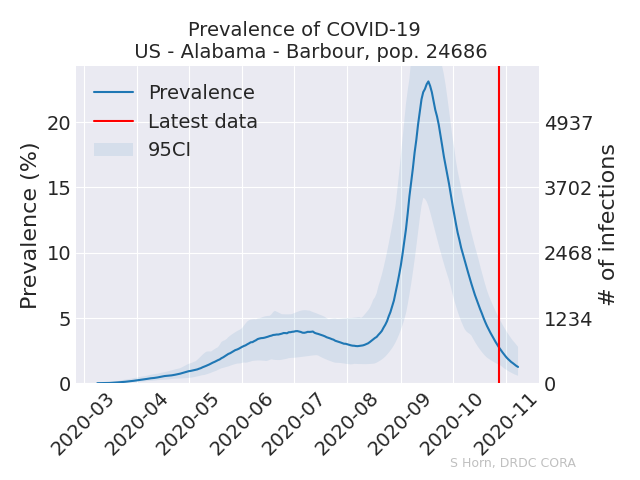 Prevalence of COVID-19
US - Alabama - Barbour, pop. 24686
Prevalence
Latest data
95CI
Prevalence (%)
20
15
10
5
0
4937
3702
2468
1234
0
# of infections
2020-03
2020-04
2020-05
2020-06
2020-07
2020-08
2020-09
2020-10
2020-11
S Horn, DRDC CORA